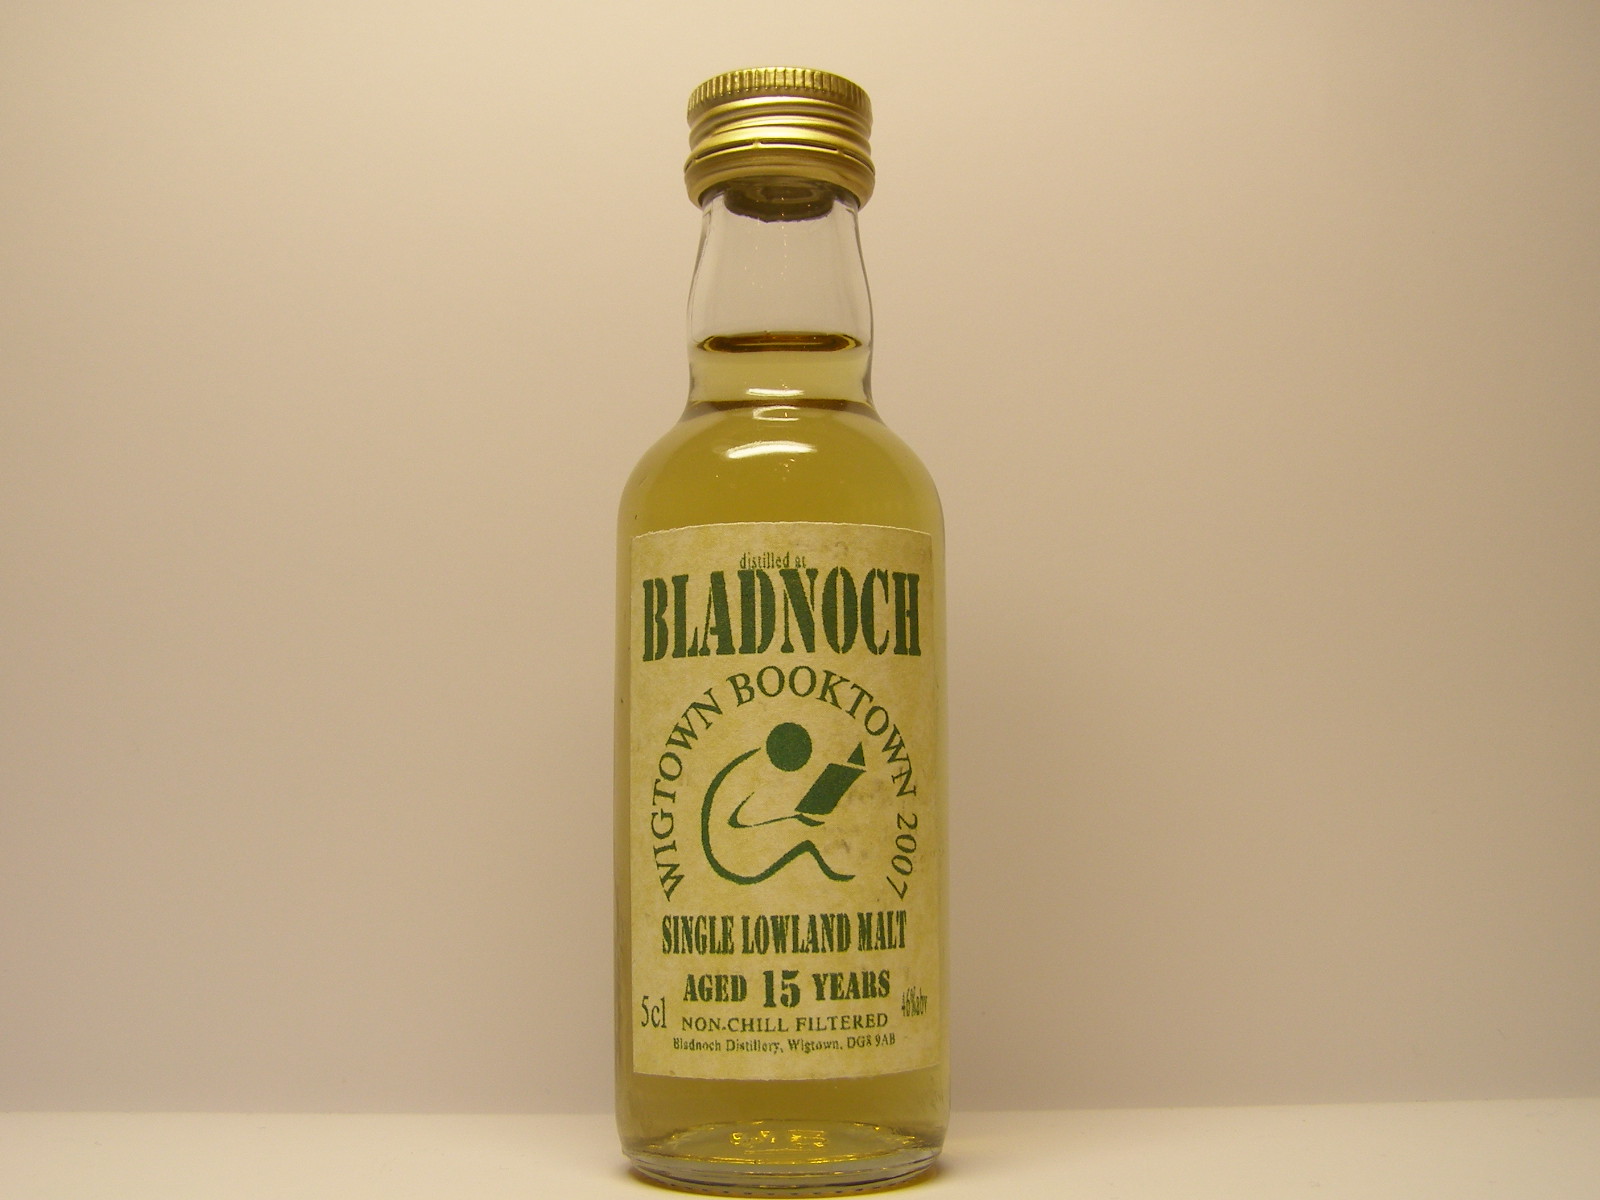 distilled at
BLADNOCH
WIGTOWN BOOKTOWN 2007
SINGLE LOWLAND MALT
AGED 15 YEARS
5cl
46%abv
NON-CHILL FILTERED
Bladnoch Distillery, Wigtown, DG8 9AB